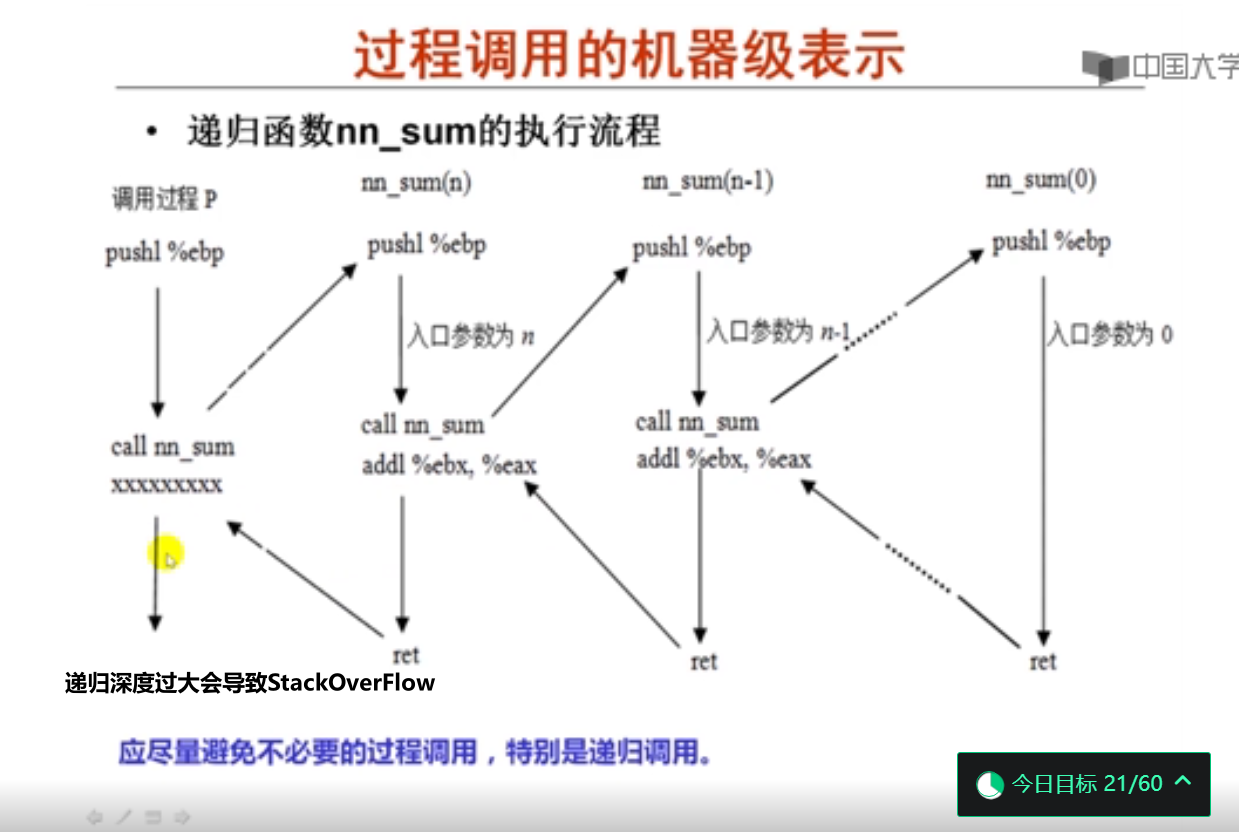 过程调用的机器级表示
中国大学
• 递归函数nn_sum的执行流程
调用过程 P
nn_sum(n)
nn_sum(n-1)
nn_sum(0)
pushl %ebp
pushl %ebp
pushl %ebp
pushl %ebp
入口参数为 n
入口参数为 n-1
入口参数为 0
call nn_sum
xxxxxxxxx
call nn_sum
addl %ebx, %eax
call nn_sum
addl %ebx, %eax
ret
ret
ret
递归深度过大会导致StackOverFlow
应尽量避免不必要的过程调用，特别是递归调用。
今日目标 21/60